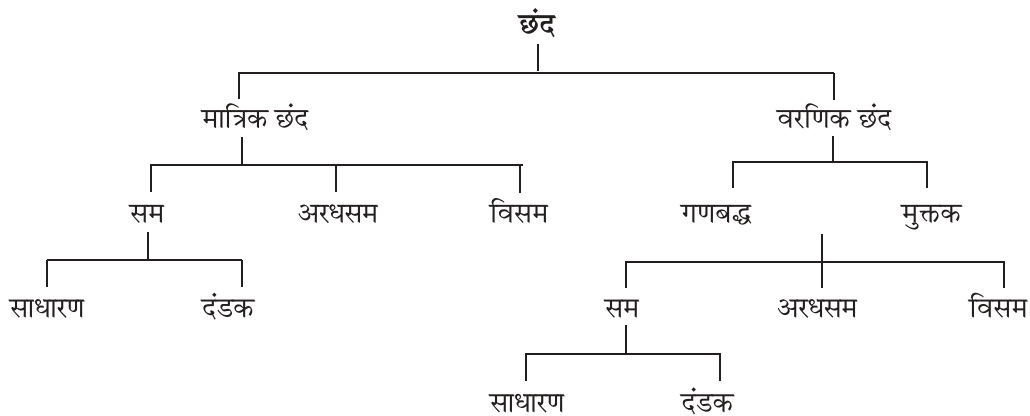 छंद
मात्रिक छंद वरणिक छंद
सम अरधसम विसम गणबद्ध मुक्तक
साधारण दंडक सम अरधसम विसम
साधारण दंडक